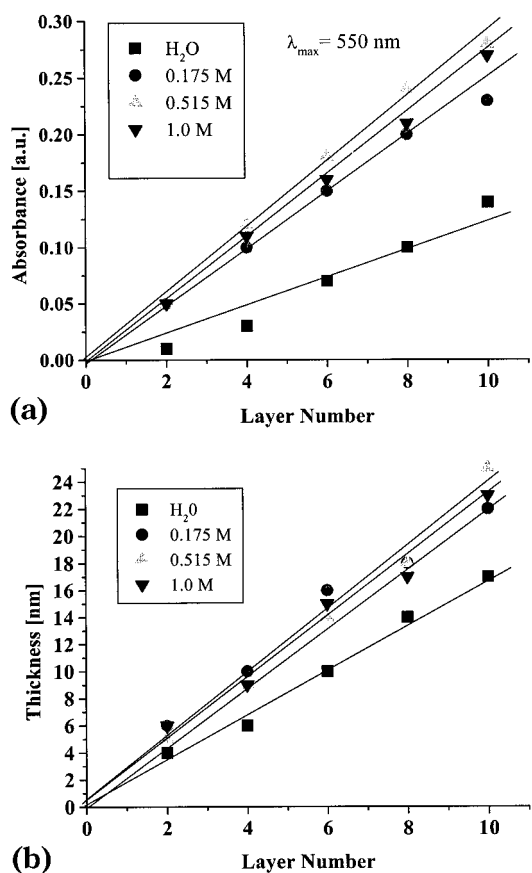 0.30
0.25
0.20
0.15
0.10
0.05
0.00
Absorbance [a.u.]
H₂O
0.175 M
0.515 M
1.0 M
λmax = 550 nm
0 2 4 6 8 10
Layer Number
(a)
24
22
20
18
16
14
12
10
8
6
4
2
0
Thickness [nm]
H₂0
0.175 M
0.515 M
1.0 M
0 2 4 6 8 10
Layer Number
(b)